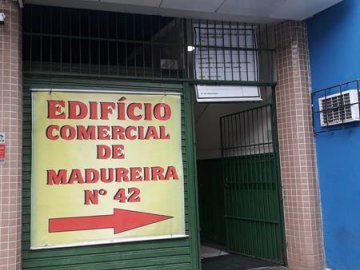 EDIFÍCIO
COMERCIAL
DE
MADUREIRA
Nº 42